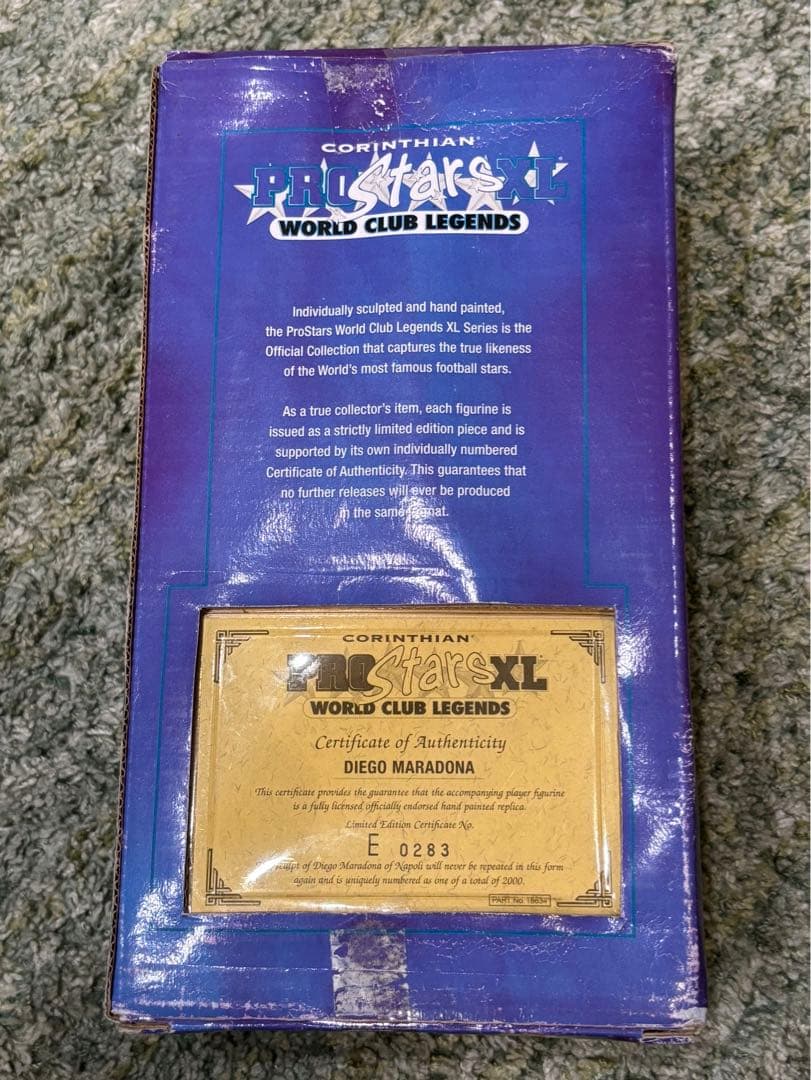 CORINTHIAN
PROStarsXL
WORLD CLUB LEGENDS
Individually sculpted and hand painted,
the ProStars World Club Legends XL Series is the
Official Collection that captures the true likeness
of the World's most famous football stars.
As a true collector's item, each figurine is
issued as a strictly limited edition piece and is
supported by its own individually numbered
Certificate of Authenticity. This guarantees that
no further releases will ever be produced
in the same format.
CORINTHIAN
PROStarsXL
WORLD CLUB LEGENDS
Certificate of Authenticity
DIEGO MARADONA
This certificate provides the guarantee that the accompanying player figurine
is a fully licensed officially endorsed hand painted replica.
Limited Edition Certificate No.
E 0283
of Diego Maradona of Napoli will never be repeated in this form
again and is uniquely numbered as one of a total of 2000.
PART No.